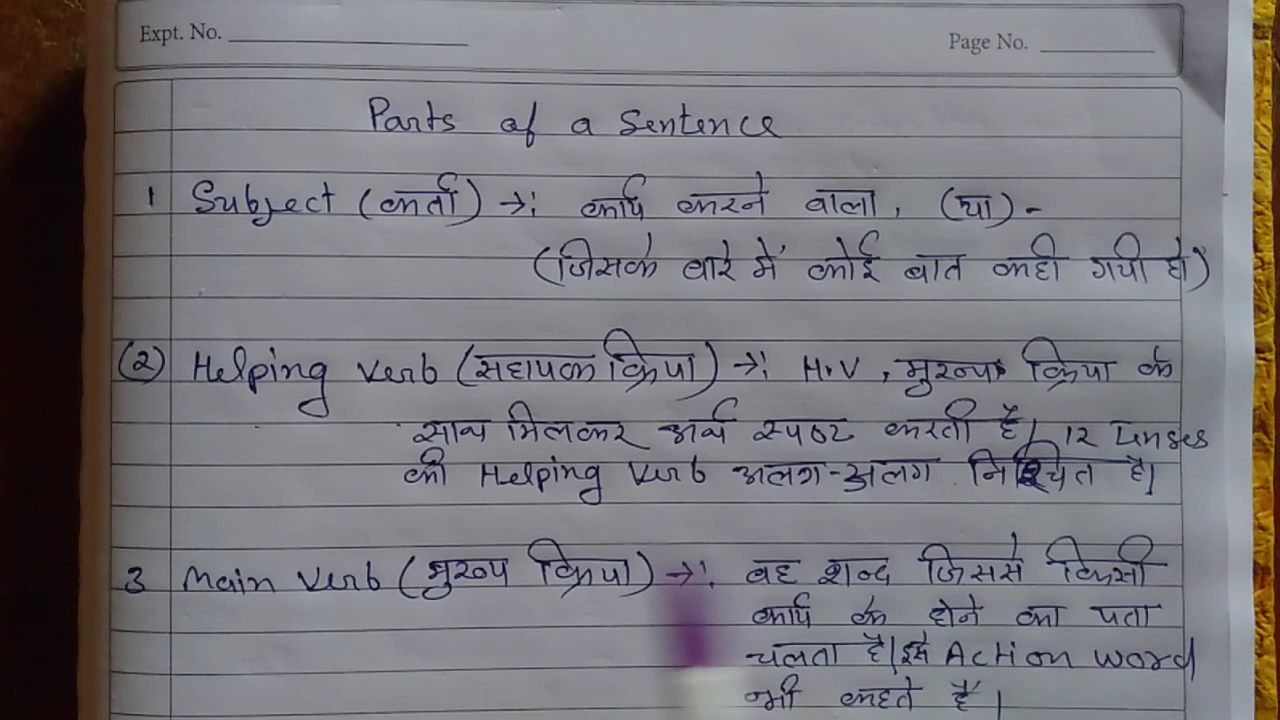 Expt. No.
Page No.
Parts of a Sentence
1 Subject (कर्ता) →: कार्य करने वाला, (या) -
(जिसके बारे में कोई बात कही गयी हो)
(2) Helping Verb (सहायक क्रिया) →: H.V, मुख्य क्रिया के
साथ मिलकर अर्थ स्पष्ट करती है। 12 Tenses
की Helping Verb अलग-अलग निश्चित है।
3 Main Verb (मुख्य क्रिया) →: वह शब्द जिससे किसी
कार्य के होने का पता
चलता है। इसे Action word
भी कहते हैं।